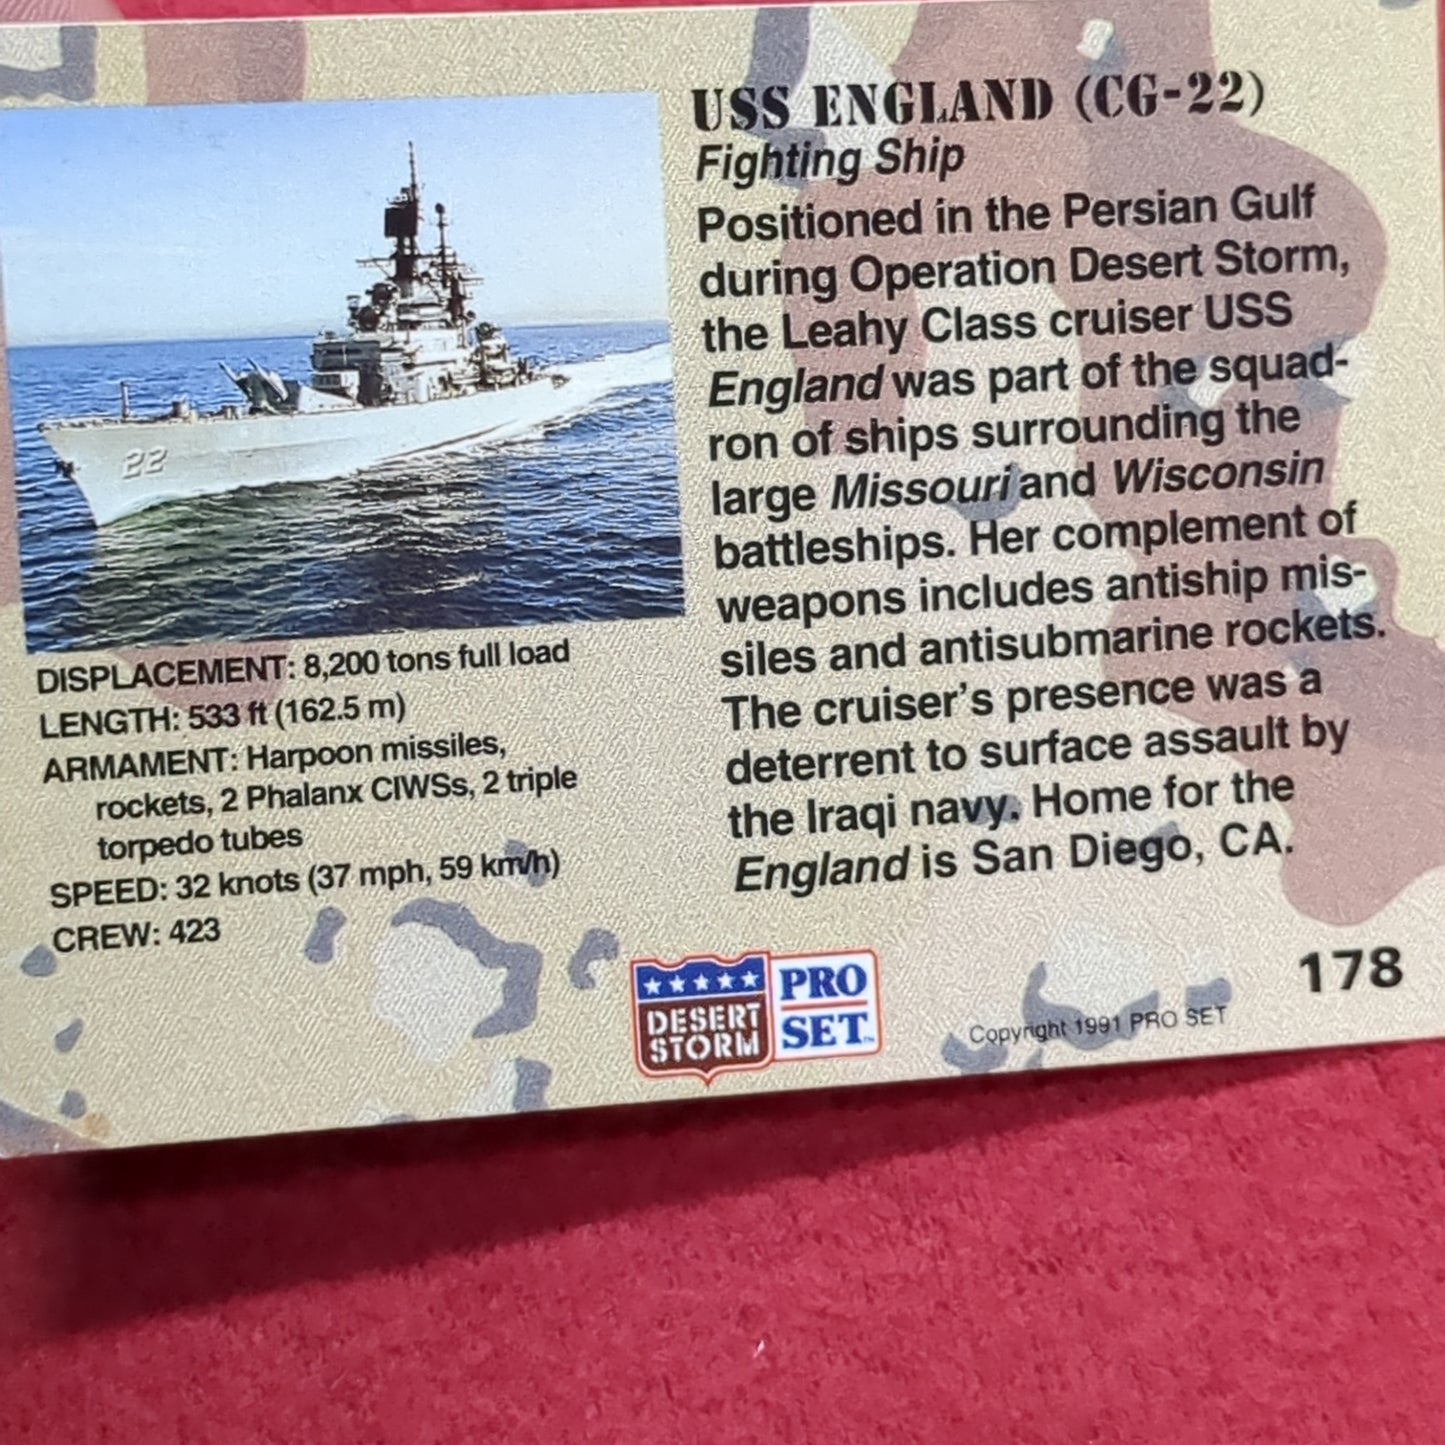 22
DISPLACEMENT: 8,200 tons full load
LENGTH: 533 ft (162.5 m)
ARMAMENT: Harpoon missiles,
rockets, 2 Phalanx CIWSs, 2 triple
torpedo tubes
SPEED: 32 knots (37 mph, 59 km/h)
CREW: 423
USS ENGLAND (CG-22)
Fighting Ship
Positioned in the Persian Gulf
during Operation Desert Storm,
the Leahy Class cruiser USS
England was part of the squad-
ron of ships surrounding the
large Missouri and Wisconsin
battleships. Her complement of
weapons includes antiship mis-
siles and antisubmarine rockets.
The cruiser's presence was a
deterrent to surface assault by
the Iraqi navy. Home for the
England is San Diego, CA.
DESERT
STORM
PRO
SET™
Copyright 1991 PRO SET
178